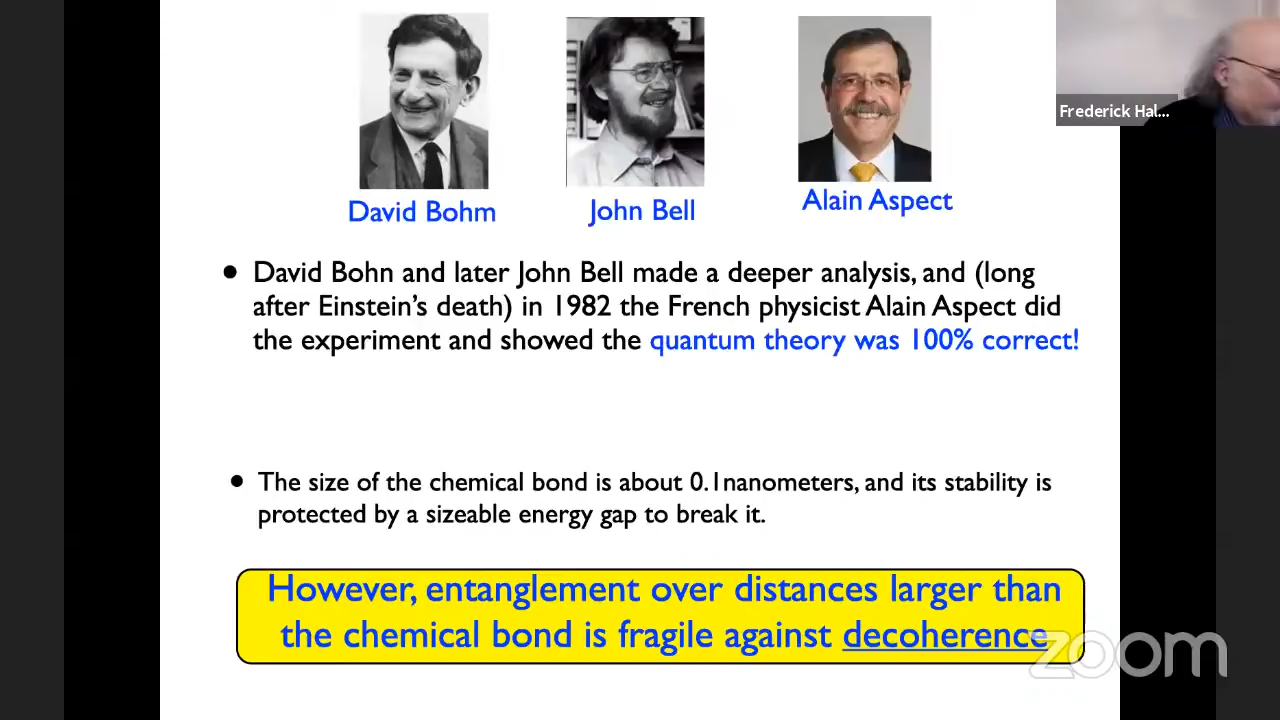 Frederick Hal...
David Bohm
John Bell
Alain Aspect
• David Bohn and later John Bell made a deeper analysis, and (long
after Einstein's death) in 1982 the French physicist Alain Aspect did
the experiment and showed the quantum theory was 100% correct!
• The size of the chemical bond is about 0.1nanometers, and its stability is
protected by a sizeable energy gap to break it.
However, entanglement over distances larger than
the chemical bond is fragile against decoherence
zoom